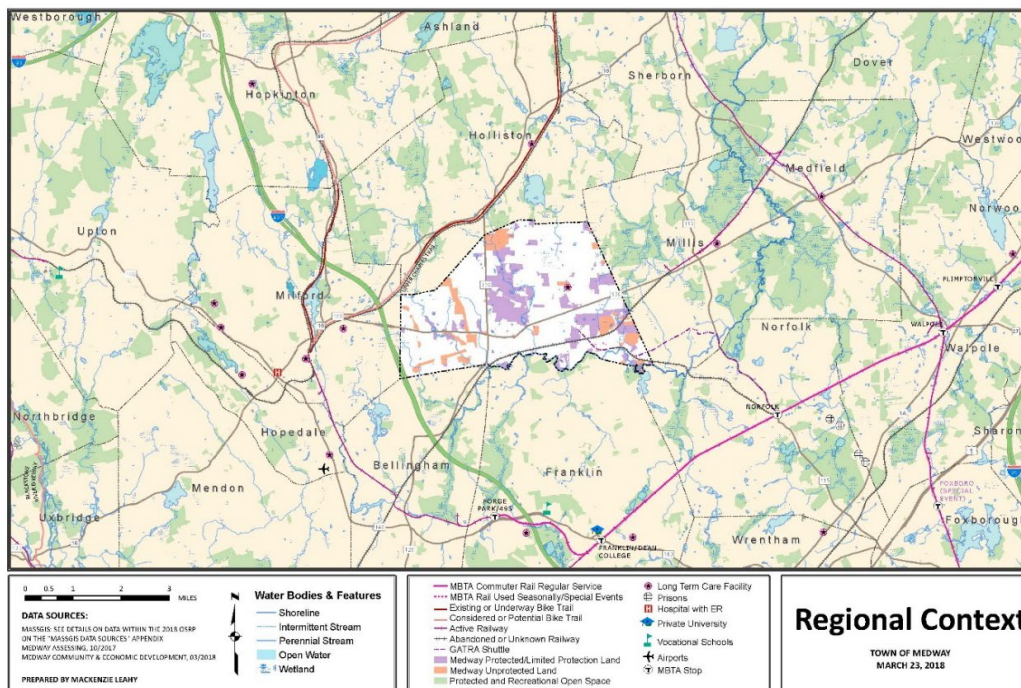 Westborough
Ashland
Dover
Sherborn
Hopkinton
Holliston
Westwood
Medfield
Norwood
Upton
Millis
PLIMPTONVILLE
Milford
Norfolk
WALPOLE
Walpole
Northbridge
NORFOLK
Hopedale
Sharon
Bellingham
Franklin
Mendon
FORGE
PARK/495
FOXBORO
(SPECIAL
EVENT)
Uxbridge
Foxborough
Wrentham
FRANKLIN/DEAN
COLLEGE
0 0.5 1 2 3
MILES
DATA SOURCES:
MASSGIS: SEE DETAILS ON DATA WITHIN THE 2018 OSRP
ON THE "MASSGIS DATA SOURCES" APPENDIX
MEDWAY ASSESSING, 10/2017
MEDWAY COMMUNITY & ECONOMIC DEVELOPMENT, 03/2018
PREPARED BY MACKENZIE LEAHY
N
Water Bodies & Features
Shoreline
Intermittent Stream
Perennial Stream
Open Water
Wetland
MBTA Commuter Rail Regular Service
MBTA Rail Used Seasonally/Special Events
Existing or Underway Bike Trail
Considered or Potential Bike Trail
Active Railway
Abandoned or Unknown Railway
GATRA Shuttle
Medway Protected/Limited Protection Land
Medway Unprotected Land
Protected and Recreational Open Space
Long Term Care Facility
Prisons
H Hospital with ER
Private University
Vocational Schools
Airports
T MBTA Stop
Regional Context
TOWN OF MEDWAY
MARCH 23, 2018